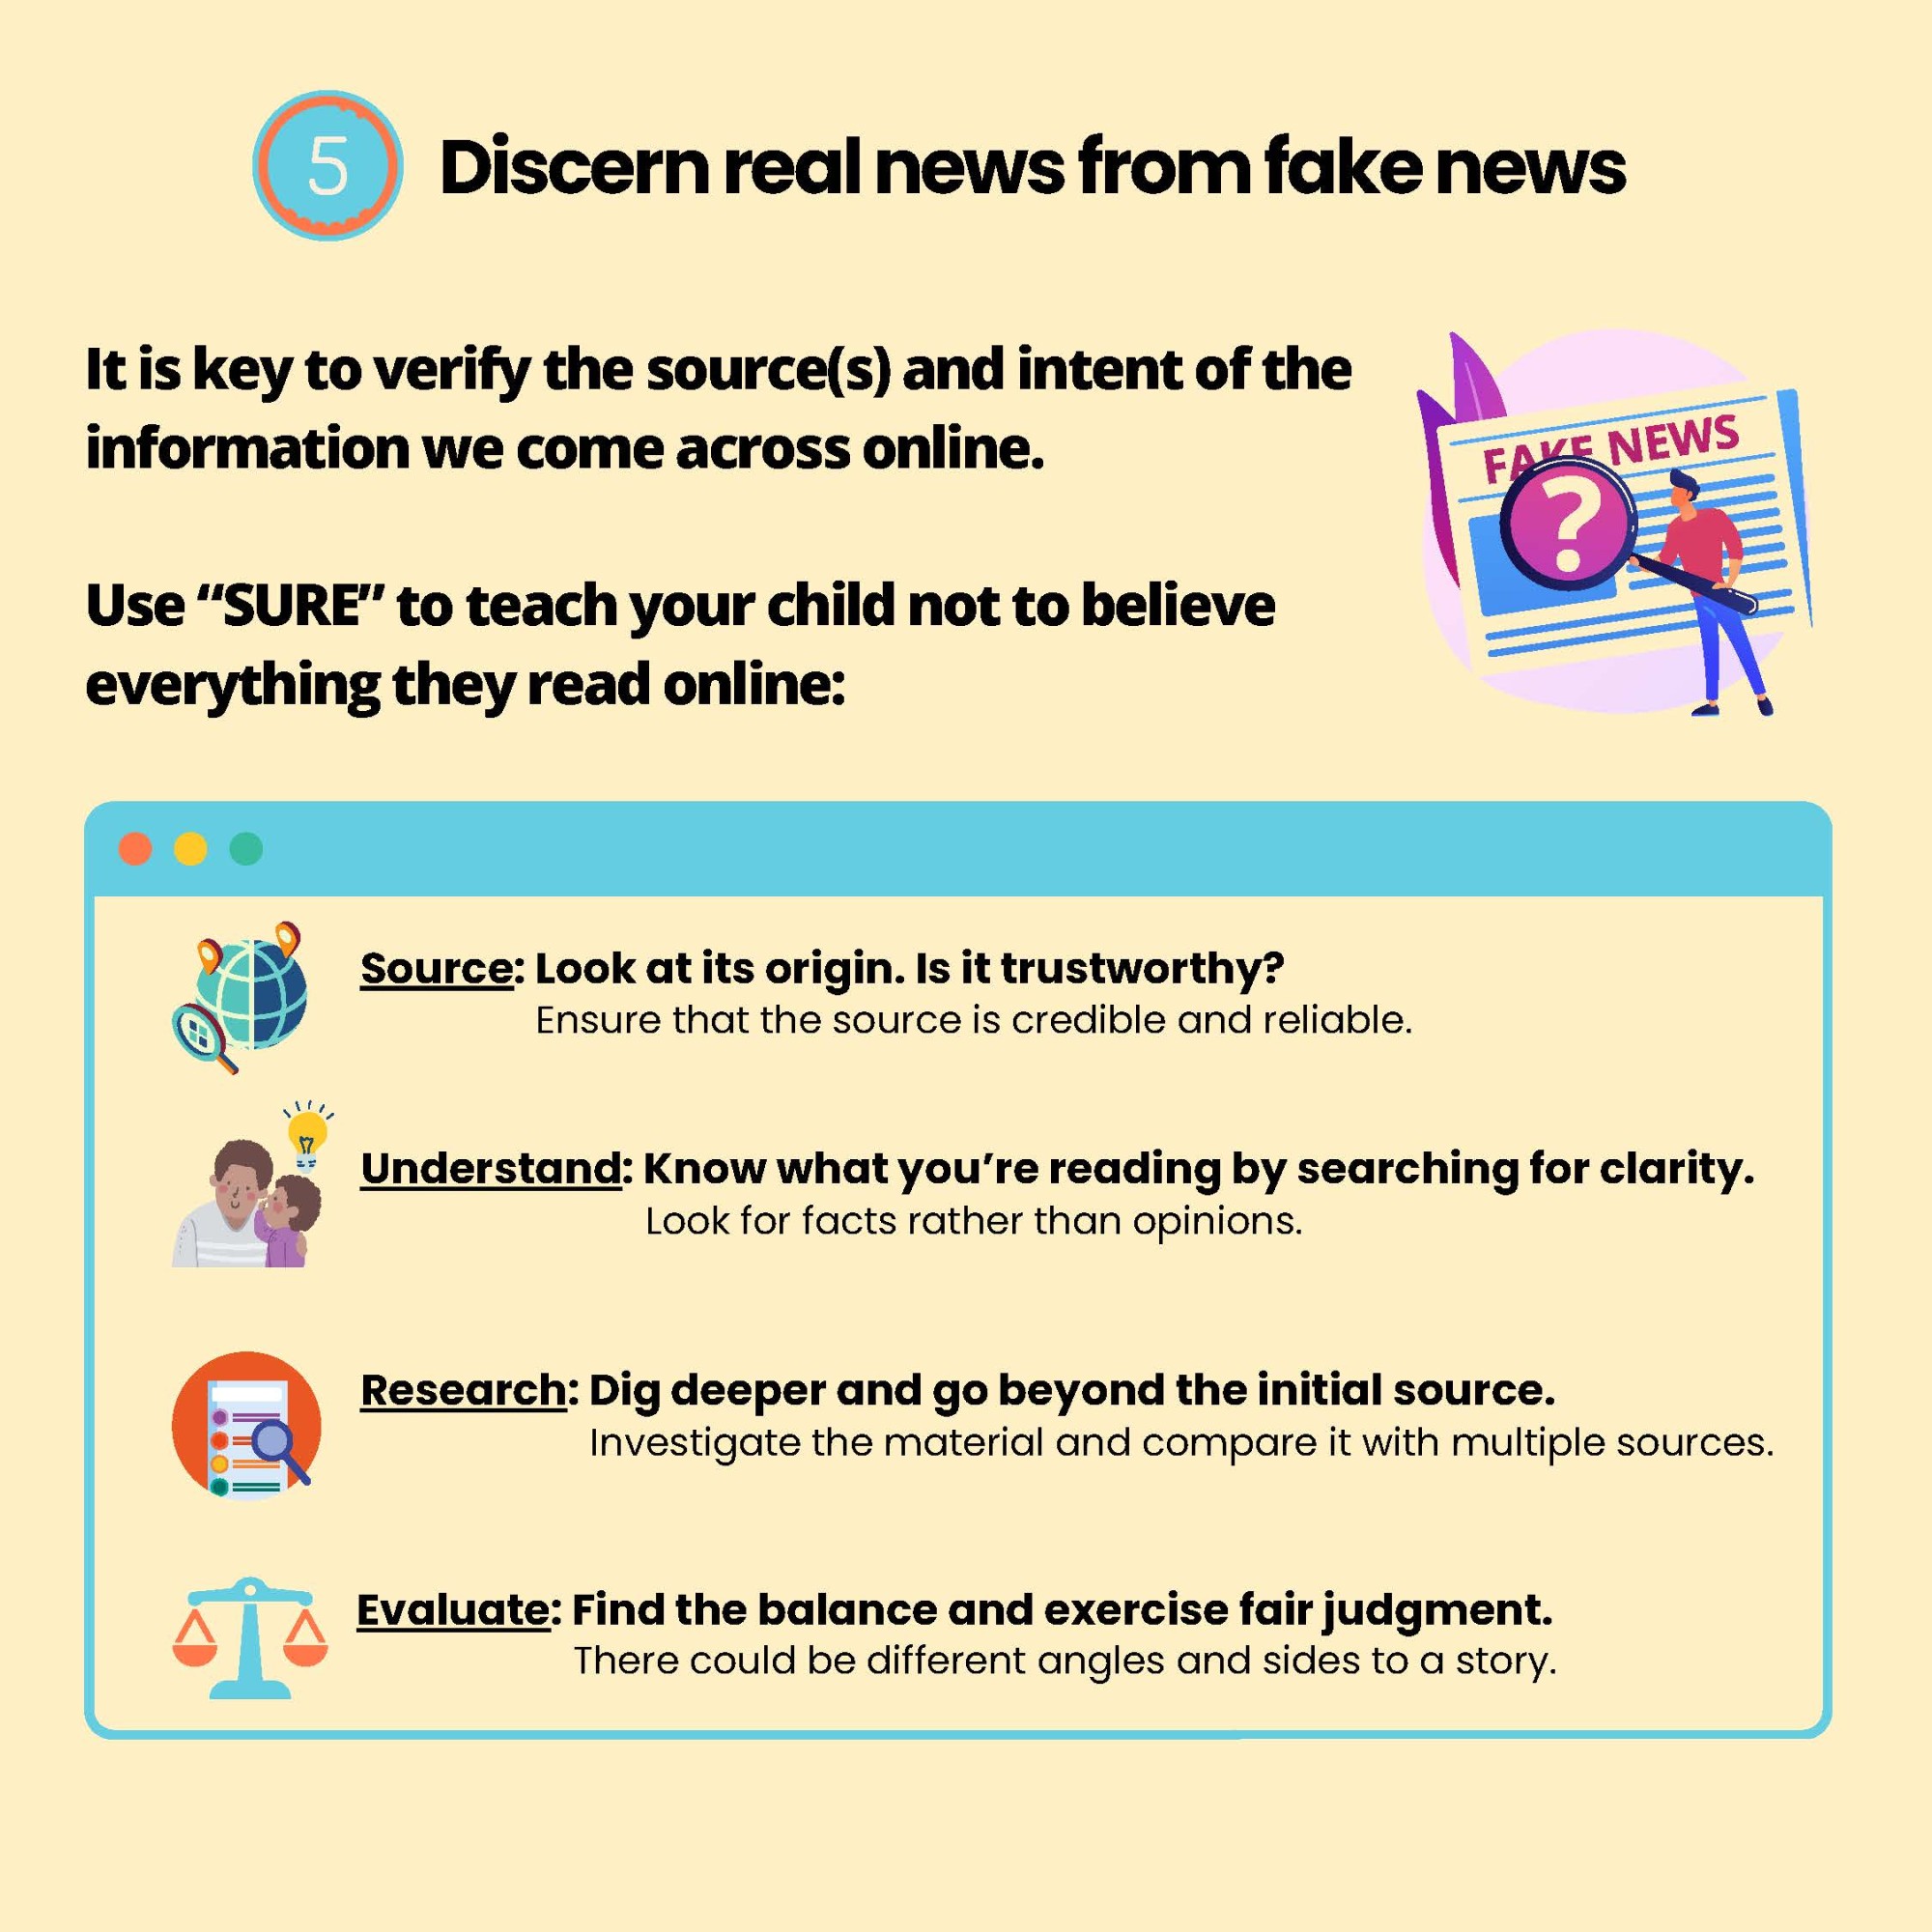 5
Discern real news from fake news
It is key to verify the source(s) and intent of the
information we come across online.
FAKE NEWS
?
Use “SURE” to teach your child not to believe
everything they read online:
Source: Look at its origin. Is it trustworthy?
Ensure that the source is credible and reliable.
Understand: Know what you’re reading by searching for clarity.
Look for facts rather than opinions.
Research: Dig deeper and go beyond the initial source.
Investigate the material and compare it with multiple sources.
Evaluate: Find the balance and exercise fair judgment.
There could be different angles and sides to a story.